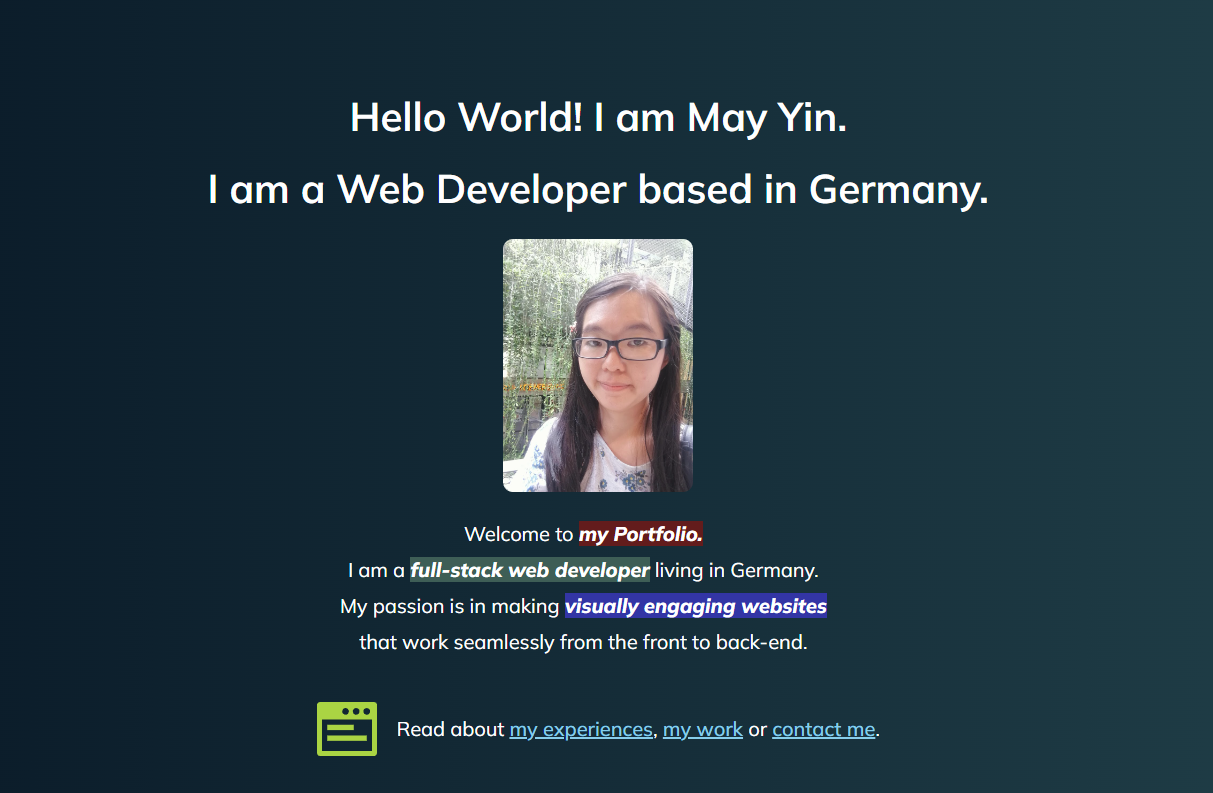 Hello World! I am May Yin.
I am a Web Developer based in Germany.
Welcome to my Portfolio.
I am a full-stack web developer living in Germany.
My passion is in making visually engaging websites
that work seamlessly from the front to back-end.
Read about my experiences, my work or contact me.